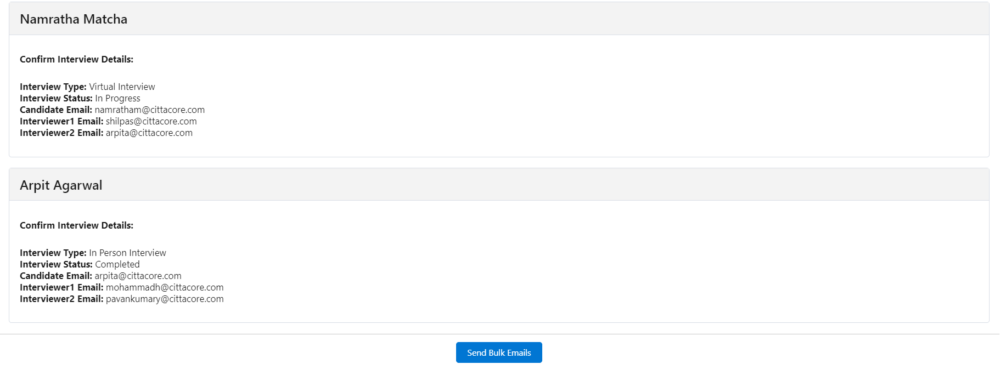 Namratha Matcha
Confirm Interview Details:
Interview Type: Virtual Interview
Interview Status: In Progress
Candidate Email: namratham@cittacore.com
Interviewer1 Email: shilpas@cittacore.com
Interviewer2 Email: arpita@cittacore.com
Arpit Agarwal
Confirm Interview Details:
Interview Type: In Person Interview
Interview Status: Completed
Candidate Email: arpita@cittacore.com
Interviewer1 Email: mohammadh@cittacore.com
Interviewer2 Email: pavankumary@cittacore.com
Send Bulk Emails